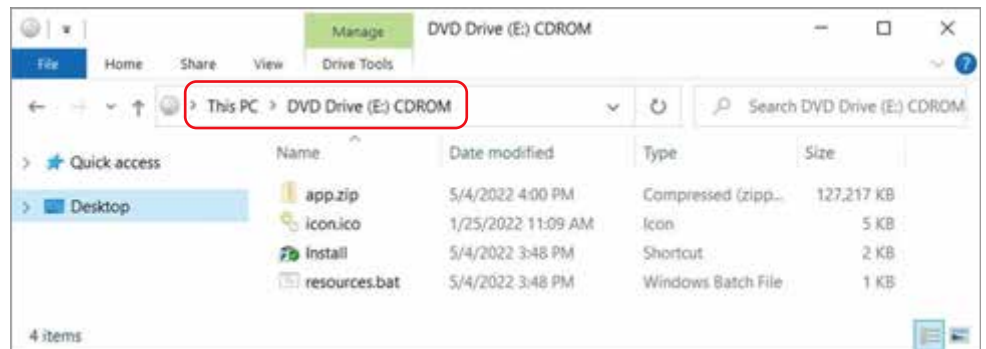 Manage DVD Drive (E:) CDROM
File Home Share View Drive Tools
This PC > DVD Drive (E:) CDROM Search DVD Drive (E:) CDROM
Quick access
Desktop
Name Date modified Type Size
app.zip 5/4/2022 4:00 PM Compressed (zipp... 127,217 KB
icon.ico 1/25/2022 11:09 AM Icon 5 KB
Install 5/4/2022 3:48 PM Shortcut 2 KB
resources.bat 5/4/2022 3:48 PM Windows Batch File 1 KB
4 items